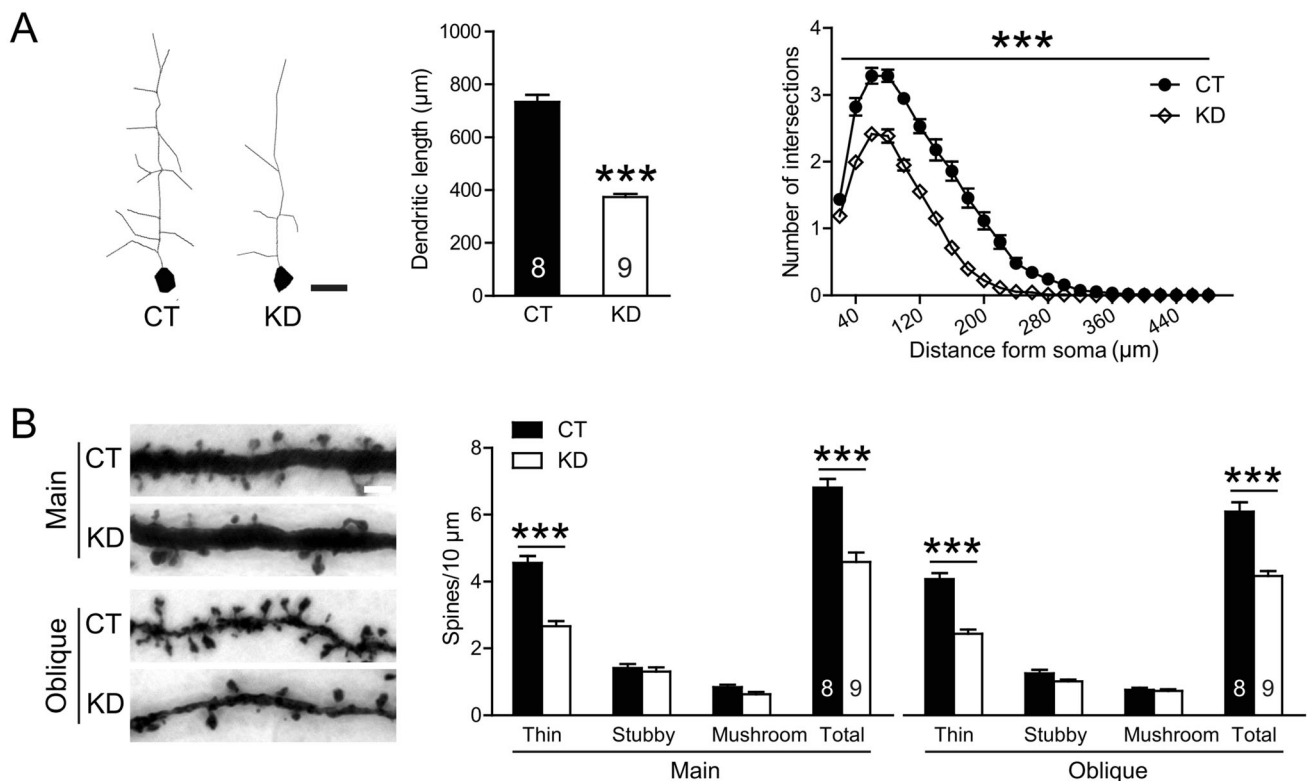 A
CT
KD
Dendritic length (µm)
1000
800
600
400
200
0
8
***
9
CT
KD
Number of intersections
4
3
2
1
0
***
CT
KD
40
120
200
280
360
440
Distance form soma (µm)
B
Main
CT
KD
Oblique
CT
KD
Spines/10 µm
8
6
4
2
0
CT
KD
***
***
***
***
8
9
8
9
Thin
Stubby
Mushroom
Total
Thin
Stubby
Mushroom
Total
Main
Oblique